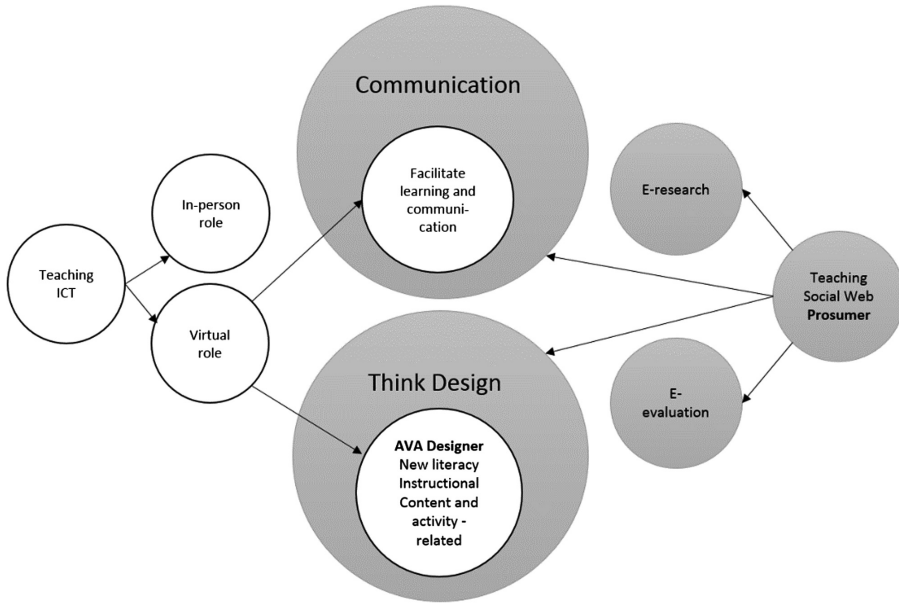 Communication
Facilitate
learning and
communi-
cation
In-person
role
Teaching
ICT
Virtual
role
Think Design
AVA Designer
New literacy
Instructional
Content and
activity -
related
E-research
Teaching
Social Web
Prosumer
E-
evaluation